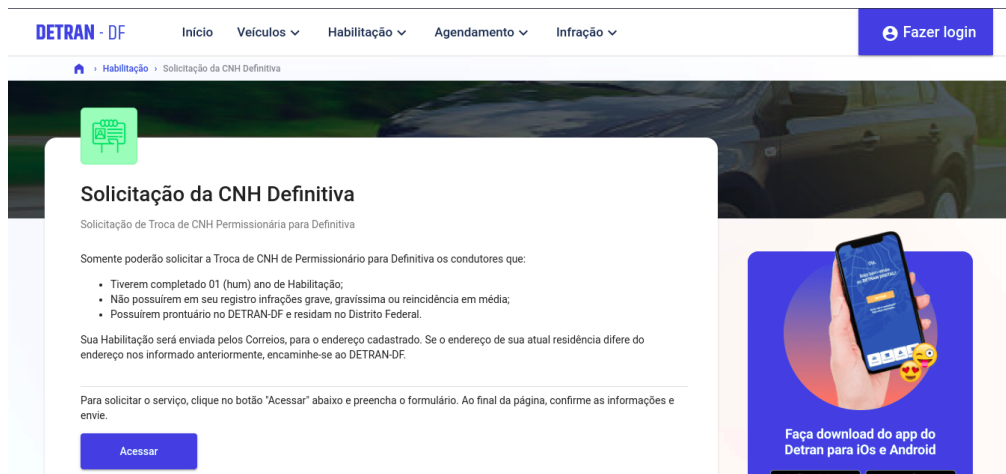 DETRAN - DF
Início Veículos Habilitação Agendamento Infração
Fazer login
Habilitação › Solicitação da CNH Definitiva
Solicitação da CNH Definitiva
Solicitação de Troca de CNH Permissionária para Definitiva
Somente poderão solicitar a Troca de CNH de Permissionário para Definitiva os condutores que:
• Tiverem completado 01 (hum) ano de Habilitação;
• Não possuírem em seu registro infrações grave, gravíssima ou reincidência em média;
• Possuírem prontuário no DETRAN-DF e residam no Distrito Federal.
Sua Habilitação será enviada pelos Correios, para o endereço cadastrado. Se o endereço de sua atual residência difere do
endereço nos informado anteriormente, encaminhe-se ao DETRAN-DF.
Para solicitar o serviço, clique no botão "Acessar" abaixo e preencha o formulário. Ao final da página, confirme as informações e
envie.
Acessar
Faça download do app do
Detran para iOs e Android